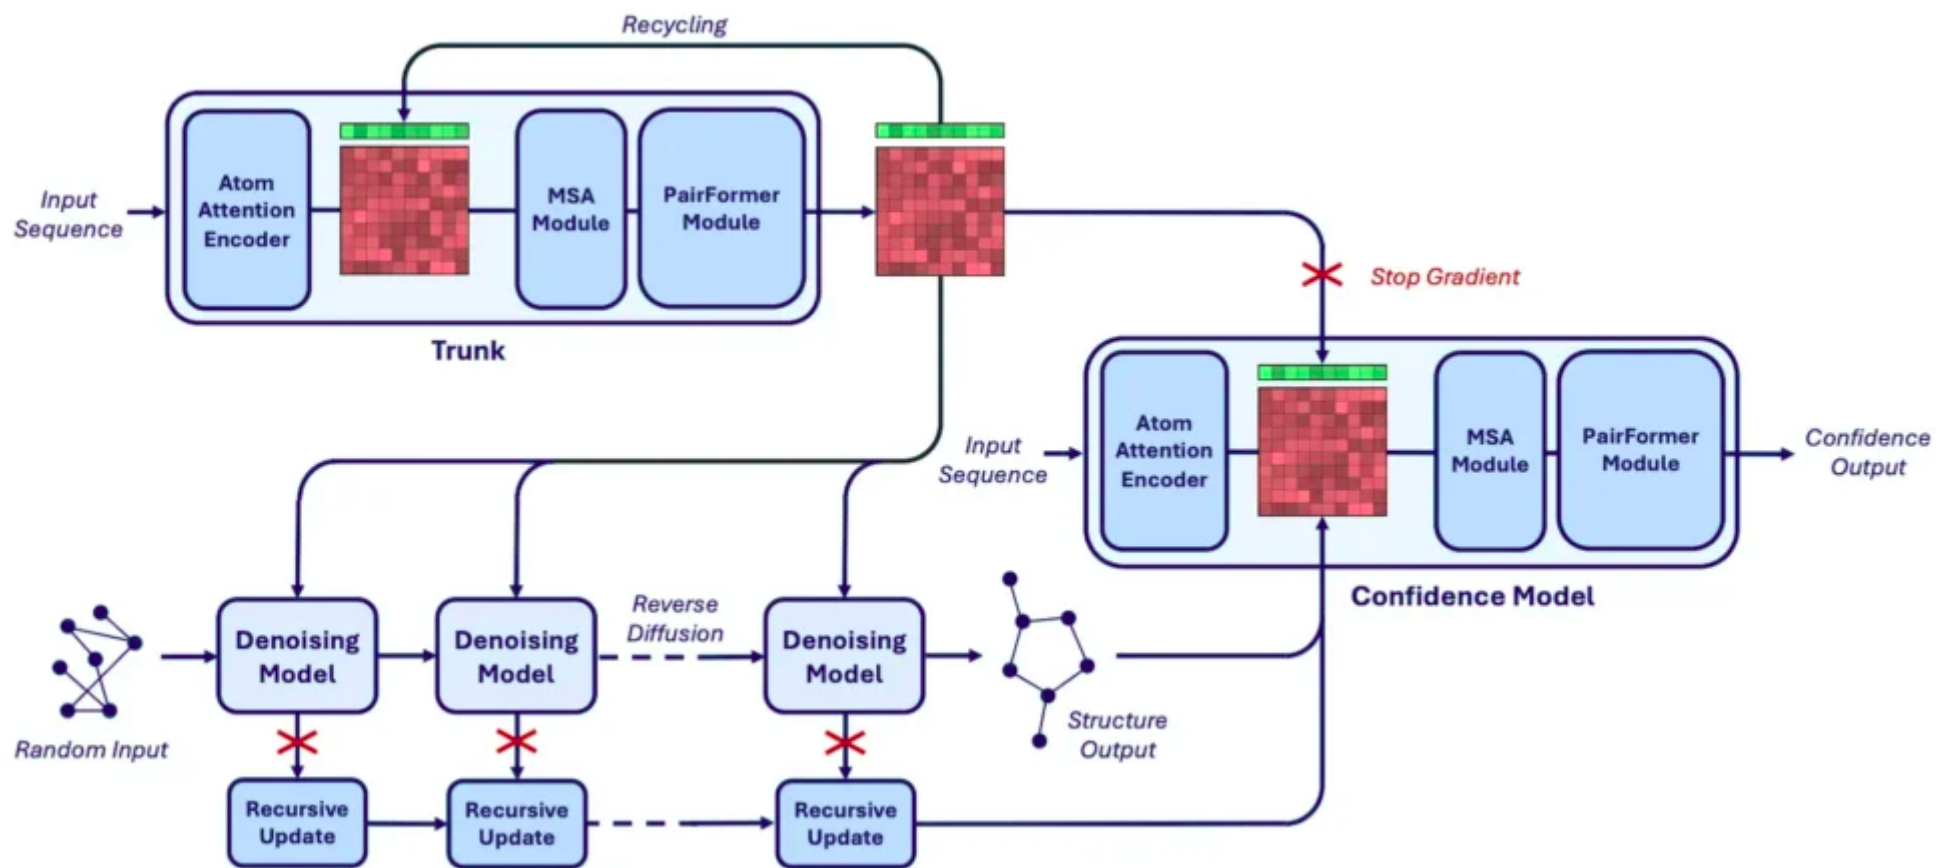 Recycling
Input
Sequence
Atom
Attention
Encoder
MSA
Module
PairFormer
Module
Trunk
Stop Gradient
Input
Sequence
Atom
Attention
Encoder
MSA
Module
PairFormer
Module
Confidence
Output
Confidence Model
Random Input
Denoising
Model
Denoising
Model
Reverse
Diffusion
Denoising
Model
Structure
Output
Recursive
Update
Recursive
Update
Recursive
Update